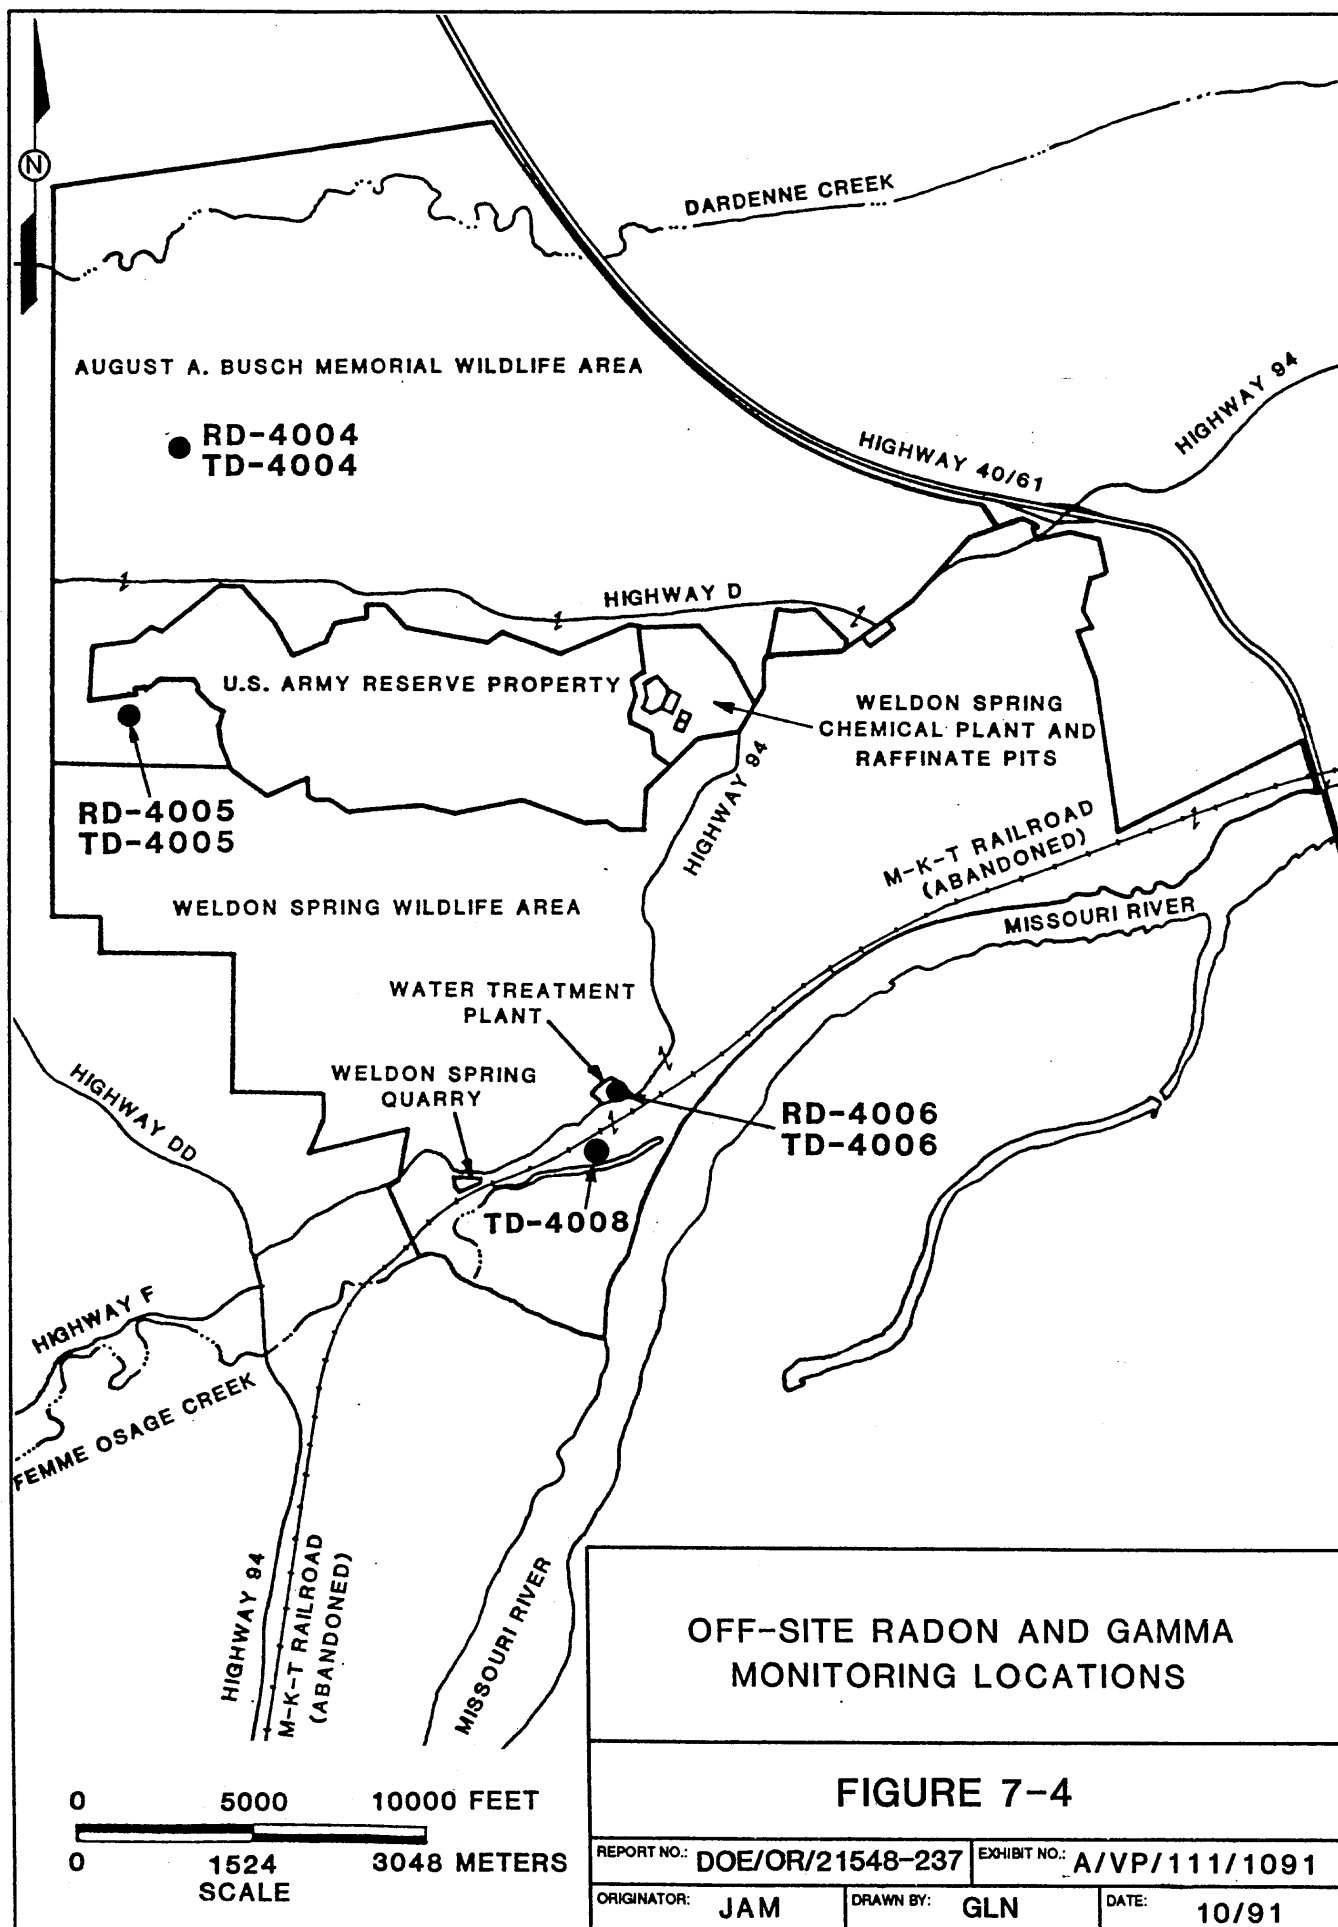 N
DARDENNE CREEK
AUGUST A. BUSCH MEMORIAL WILDLIFE AREA
HIGHWAY 94
RD-4004
TD-4004
HIGHWAY 40/61
HIGHWAY D
U.S. ARMY RESERVE PROPERTY
WELDON SPRING
CHEMICAL PLANT AND
RAFFINATE PITS
RD-4005
TD-4005
HIGHWAY 94
M-K-T RAILROAD
(ABANDONED)
WELDON SPRING WILDLIFE AREA
MISSOURI RIVER
WATER TREATMENT
PLANT
WELDON SPRING
QUARRY
HIGHWAY DD
RD-4006
TD-4006
TD-4008
HIGHWAY F
FEMME OSAGE CREEK
HIGHWAY 94
M-K-T RAILROAD
(ABANDONED)
MISSOURI RIVER
OFF-SITE RADON AND GAMMA
MONITORING LOCATIONS
FIGURE 7-4
0 5000 10000 FEET
0 1524 3048 METERS
SCALE
REPORT NO.: DOE/OR/21548-237 EXHIBIT NO.: A/VP/111/1091
ORIGINATOR: JAM DRAWN BY: GLN DATE: 10/91